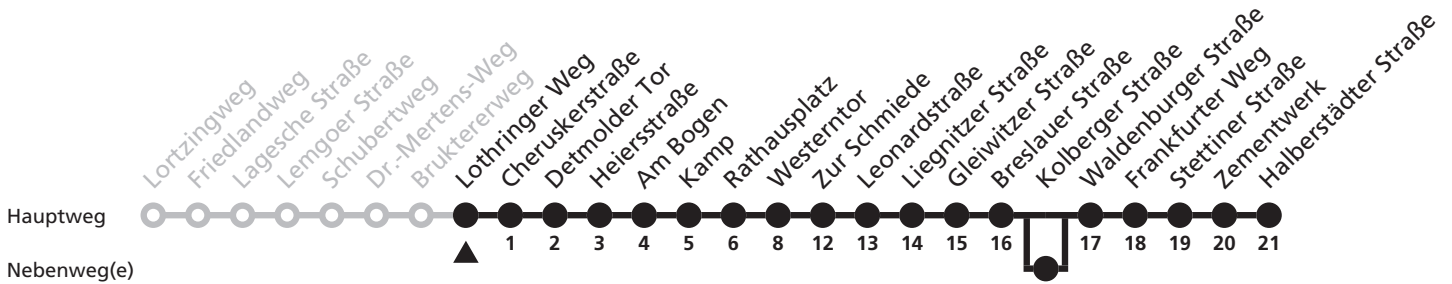 Lortzingweg
Friedlandweg
Lagesche Straße
Lemgoer Straße
Schubertweg
Dr.-Mertens-Weg
Bruktererweg
Lothringer Weg
Cheruskerstraße
Detmolder Tor
Heiersstraße
Am Bogen
Kamp
Rathausplatz
Westerntor
Zur Schmiede
Leonardstraße
Liegnitzer Straße
Gleiwitzer Straße
Breslauer Straße
Kolberger Straße
Waldenburger Straße
Frankfurter Weg
Stettiner Straße
Zementwerk
Halberstädter Straße
Hauptweg
1 2 3 4 5 6 8 12 13 14 15 16 17 18 19 20 21
Nebenweg(e)